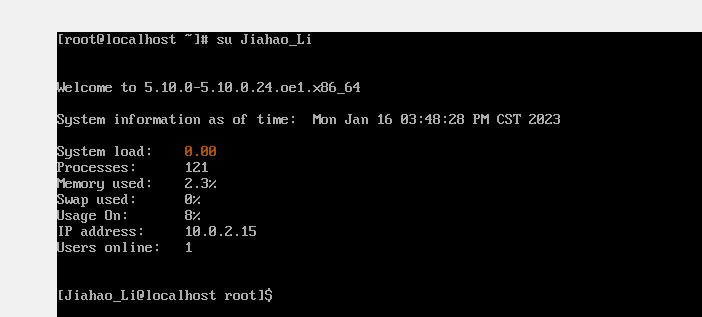 [root@localhost ~]# su Jiahao_Li
Welcome to 5.10.0-5.10.0.24.oe1.x86_64
System information as of time:  Mon Jan 16 03:48:28 PM CST 2023
System load:    0.00
Processes:      121
Memory used:    2.3%
Swap used:      0%
Usage On:       8%
IP address:     10.0.2.15
Users online:   1
[Jiahao_Li@localhost root]$